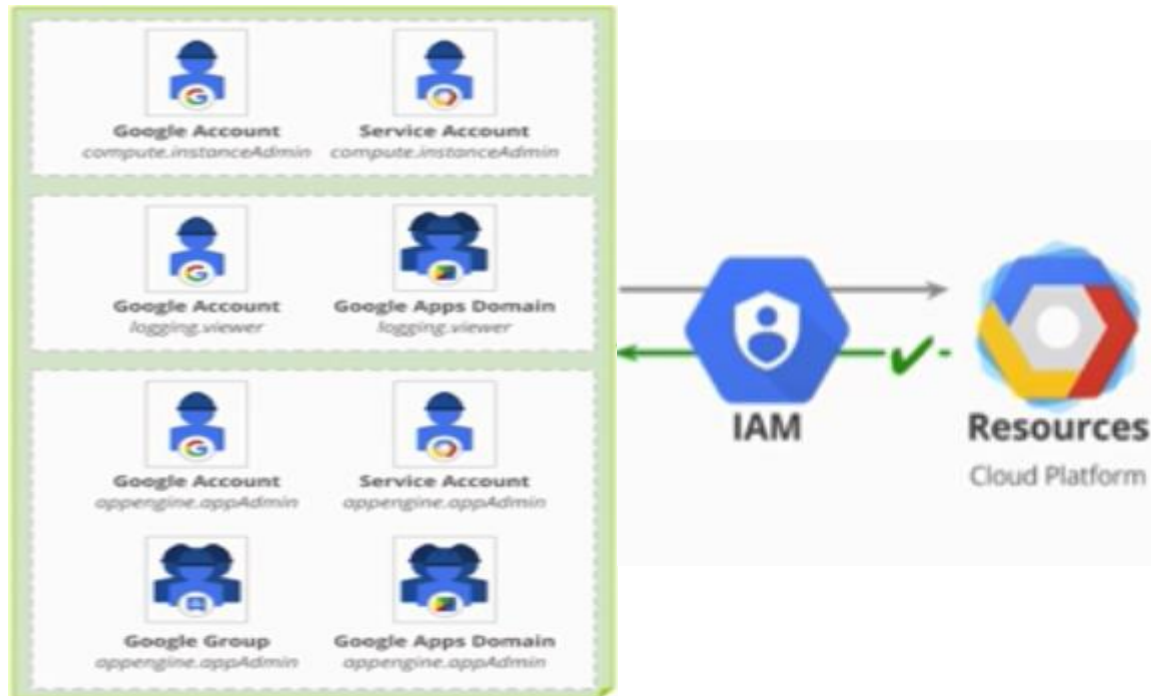 Google Account
compute.instanceAdmin
Service Account
compute.instanceAdmin
Google Account
logging.viewer
Google Apps Domain
logging.viewer
Google Account
appengine.appAdmin
Service Account
appengine.appAdmin
Google Group
appengine.appAdmin
Google Apps Domain
appengine.appAdmin
IAM
Resources
Cloud Platform